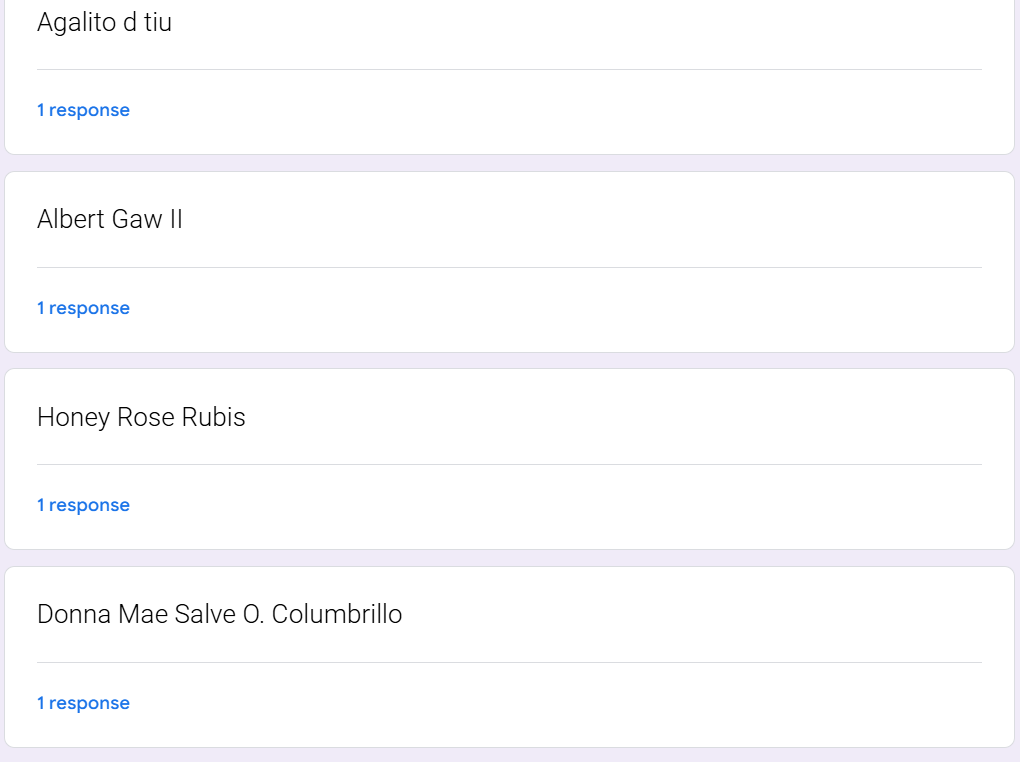 Agalito d tiu
1 response
Albert Gaw II
1 response
Honey Rose Rubis
1 response
Donna Mae Salve O. Columbrillo
1 response